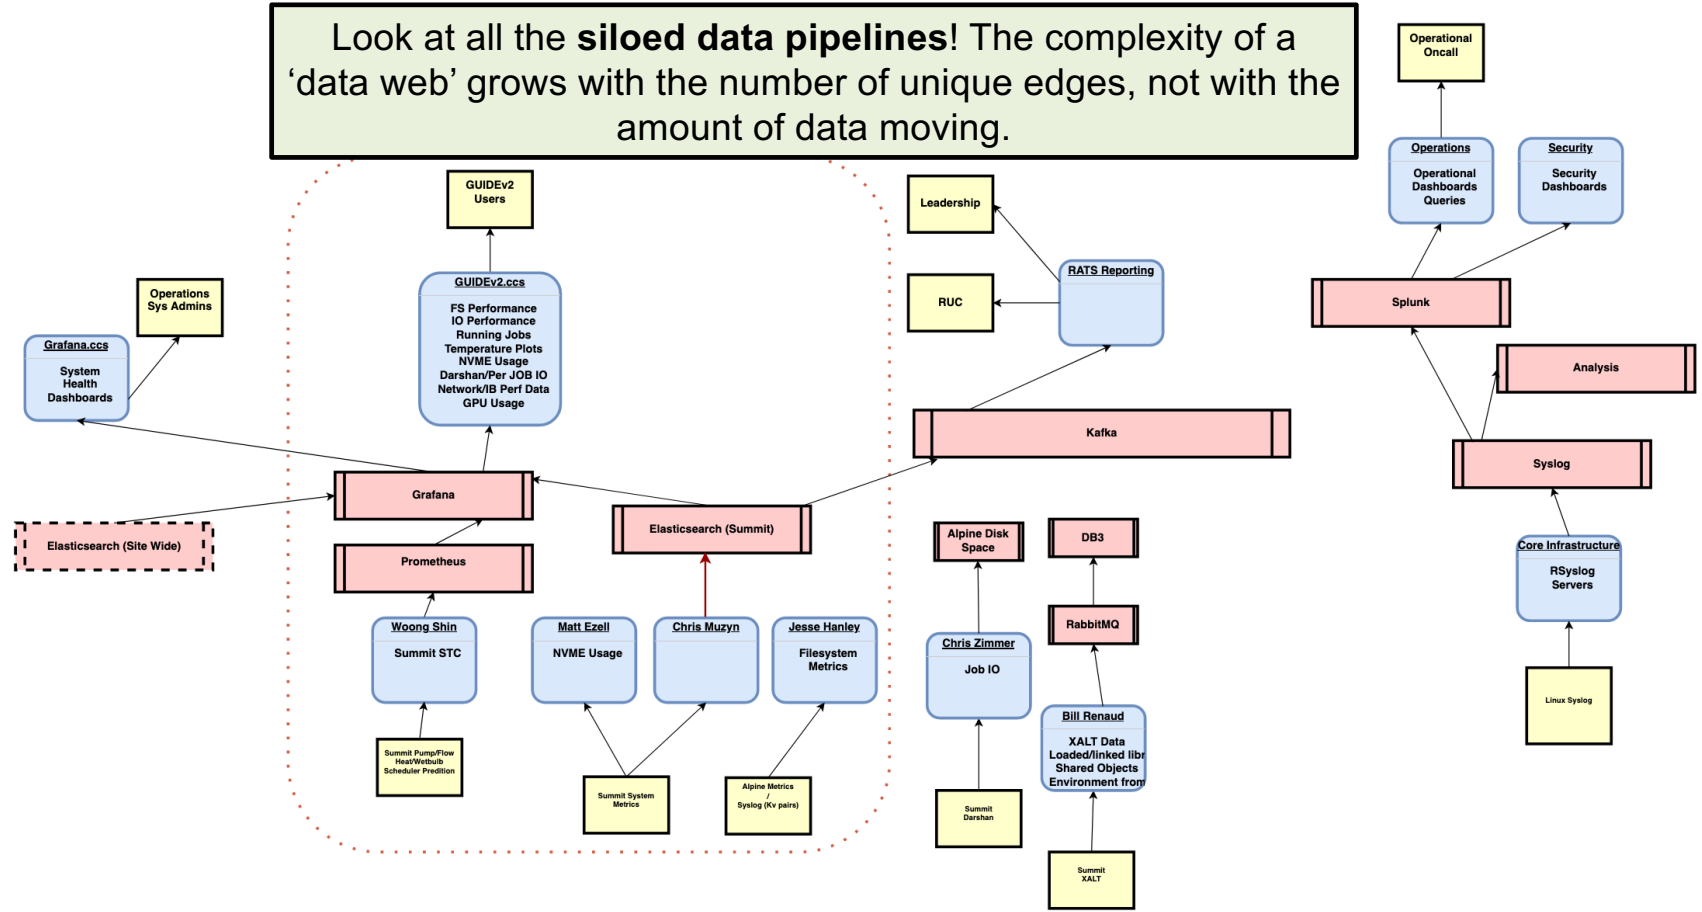 Look at all the siloed data pipelines! The complexity of a
‘data web’ grows with the number of unique edges, not with the
amount of data moving.
Operational
Oncall
Operations
Operational
Dashboards
Queries
Security
Security
Dashboards
GUIDEv2
Users
Leadership
RATS Reporting
RUC
GUIDEv2.ccs
FS Performance
IO Performance
Running Jobs
Temperature Plots
NVME Usage
Darshan/Per JOB IO
Network/IB Perf Data
GPU Usage
Operations
Sys Admins
Grafana.ccs
System
Health
Dashboards
Splunk
Analysis
Kafka
Syslog
Grafana
Elasticsearch (Summit)
Elasticsearch (Site Wide)
Prometheus
Alpine Disk
Space
DB3
Core Infrastructure
RSyslog
Servers
Woong Shin
Summit STC
Matt Ezell
NVME Usage
Chris Muzyn
Jesse Hanley
Filesystem
Metrics
Chris Zimmer
Job IO
RabbitMQ
Bill Renaud
XALT Data
Loaded/linked libr
Shared Objects
Environment from
Linux Syslog
Summit Pump/Flow
Heat/Wetbulb
Scheduler Predition
Summit System
Metrics
Alpine Metrics
/
Syslog (Kv pairs)
Summit
Darshan
Summit
XALT